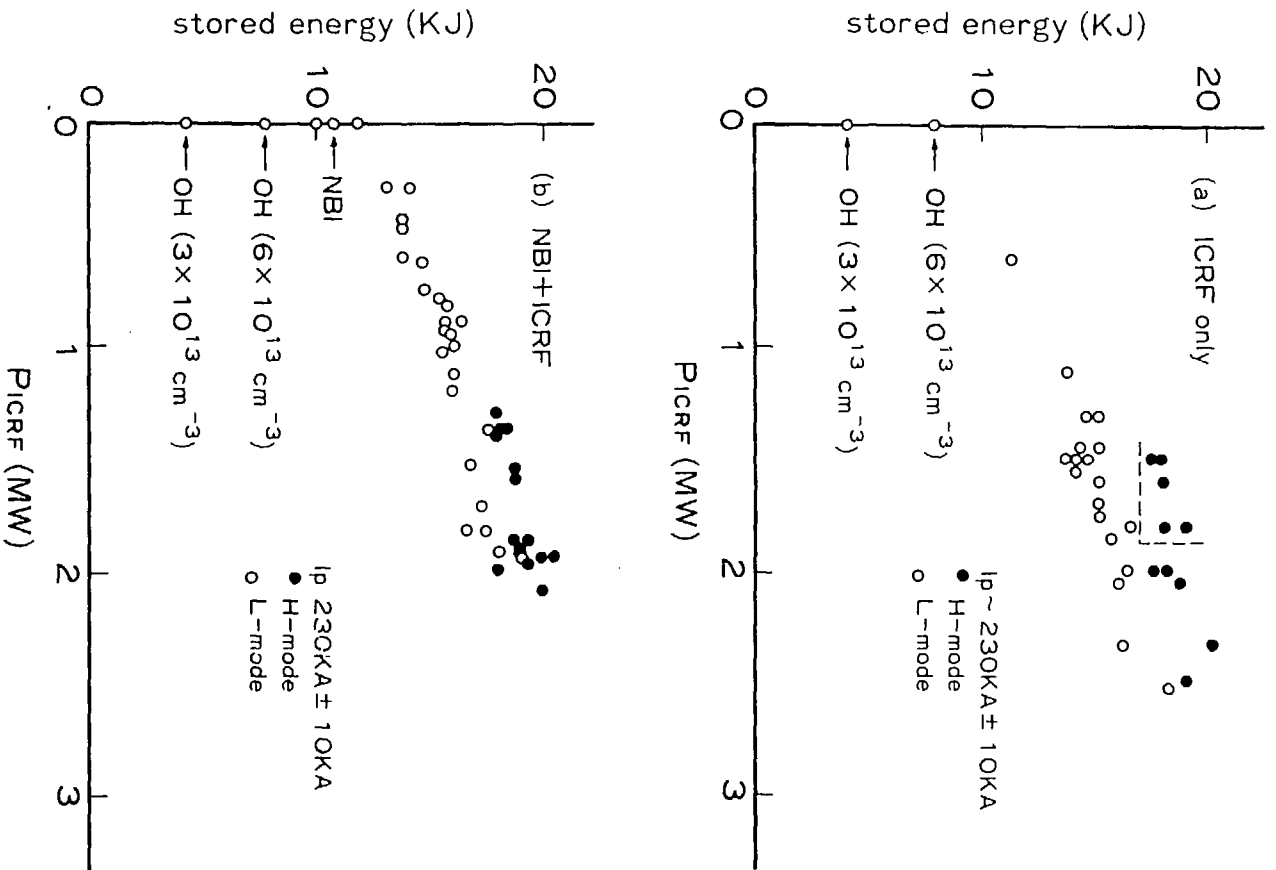 stored energy (KJ)
20
10
0
0
(a) ICRF only
OH (6×10¹³ cm⁻³)
OH (3×10¹³ cm⁻³)
1
2
3
PICRF (MW)
Ip~230KA±10KA
● H-mode
○ L-mode
stored energy (KJ)
20
10
0
0
(b) NBI+ICRF
NBI
OH (6×10¹³ cm⁻³)
OH (3×10¹³ cm⁻³)
1
2
3
PICRF (MW)
Ip 230KA±10KA
● H-mode
○ L-mode